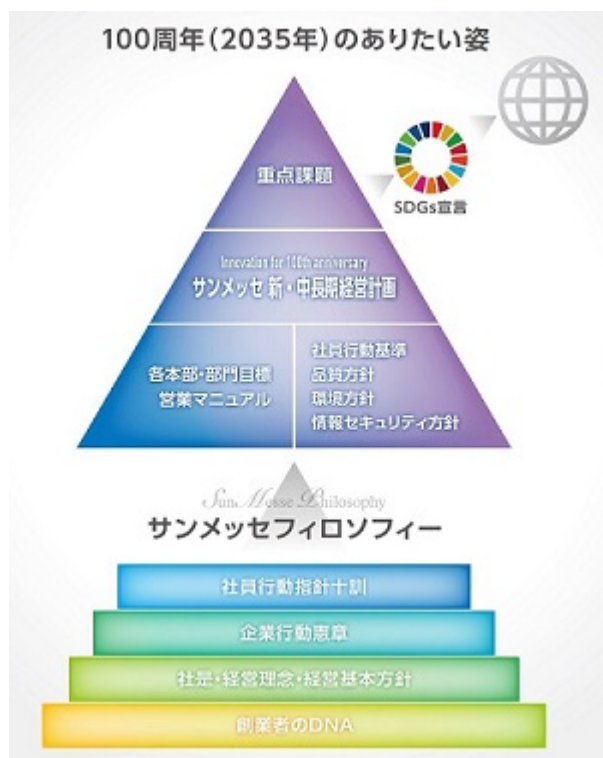 100周年(2035年)のありたい姿
重点課題
SDGs宣言
Innovation for 100th anniversary
サンメッセ 新・中長期経営計画
各本部・部門目標
営業マニュアル
社員行動基準
品質方針
環境方針
情報セキュリティ方針
Sun Messe Philosophy
サンメッセフィロソフィー
社員行動指針十訓
企業行動憲章
社是・経営理念・経営基本方針
創業者のDNA